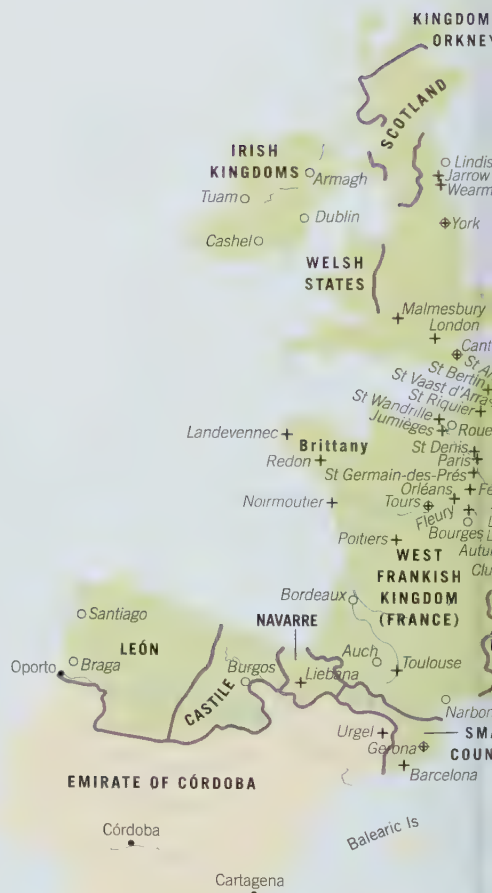 KINGDOM
ORKNEY
SCOTLAND
IRISH
KINGDOMS
Armagh
Tuam
Dublin
Cashel
Lindis
Jarrow
Wearm
York
WELSH
STATES
Malmesbury
London
Cant
St Bertin
St Vaast d'Arras
St Riquier
St Wandrille
Jumièges
Roue
Landevennec
Brittany
Redon
St Denis
Paris
St Germain-des-Prés
Noirmoutier
Orléans
Tours
Fleury
Fe
Bourges
Poitiers
Autu
Clu
WEST
FRANKISH
KINGDOM
(FRANCE)
Bordeaux
Santiago
NAVARRE
LEÓN
Auch
Toulouse
Oporto
Braga
Burgos
Liebana
CASTILE
Narbon
Urgel
SMA
COUN
Gerona
Barcelona
EMIRATE OF CÓRDOBA
Balearic Is
Córdoba
Cartagena